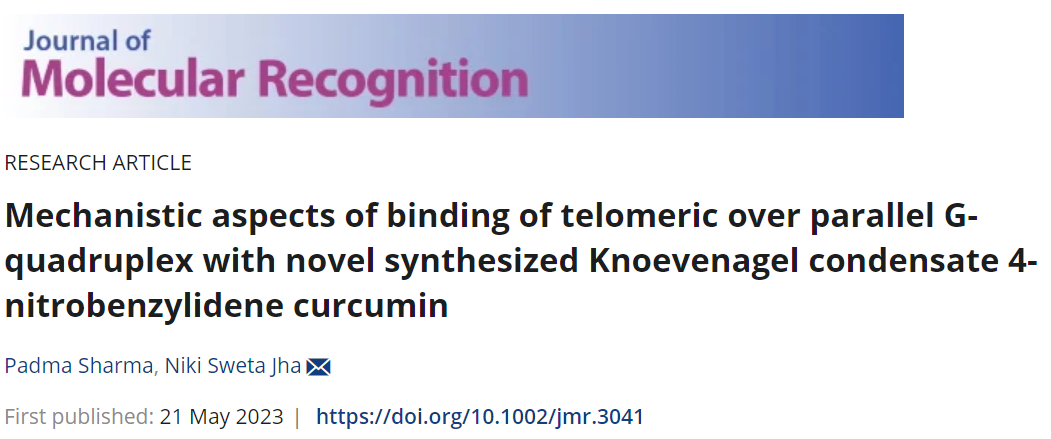 Journal of
Molecular Recognition
RESEARCH ARTICLE
Mechanistic aspects of binding of telomeric over parallel G-
quadruplex with novel synthesized Knoevenagel condensate 4-
nitrobenzylidene curcumin
Padma Sharma, Niki Sweta Jha
First published: 21 May 2023 | https://doi.org/10.1002/jmr.3041